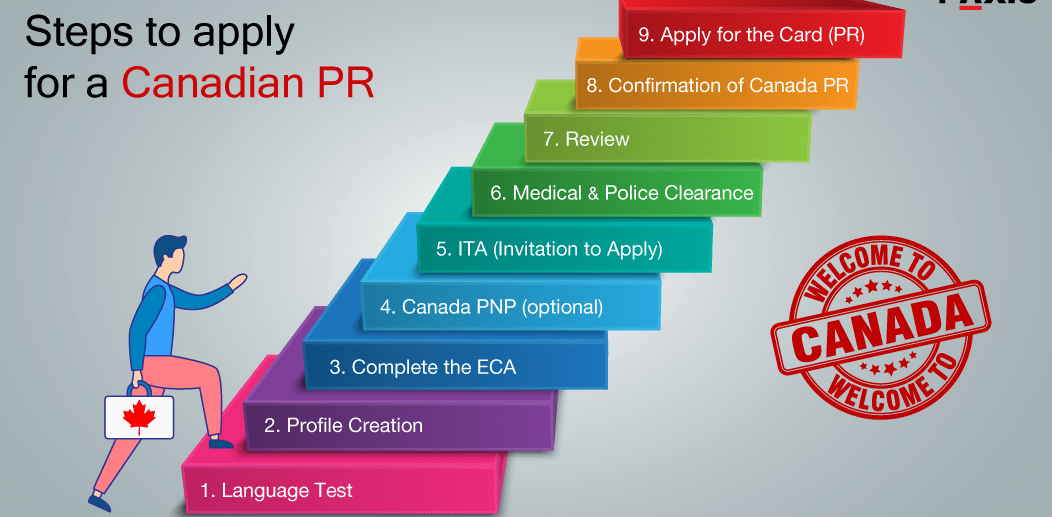 Steps to apply
for a Canadian PR
9. Apply for the Card (PR)
8. Confirmation of Canada PR
7. Review
6. Medical & Police Clearance
5. ITA (Invitation to Apply)
4. Canada PNP (optional)
3. Complete the ECA
2. Profile Creation
1. Language Test
WELCOME TO
CANADA
WELCOME TO